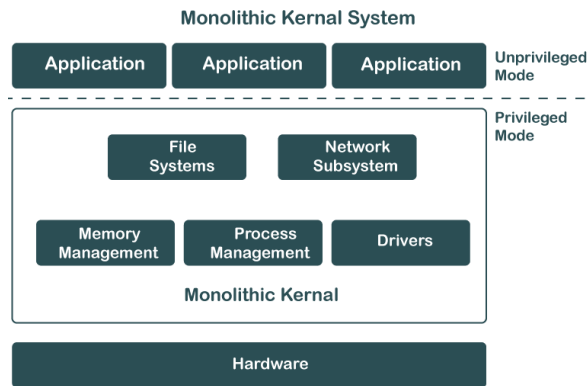 Monolithic Kernal System
Application
Application
Application
Unprivileged
Mode
Privileged
Mode
File
Systems
Network
Subsystem
Memory
Management
Process
Management
Drivers
Monolithic Kernal
Hardware